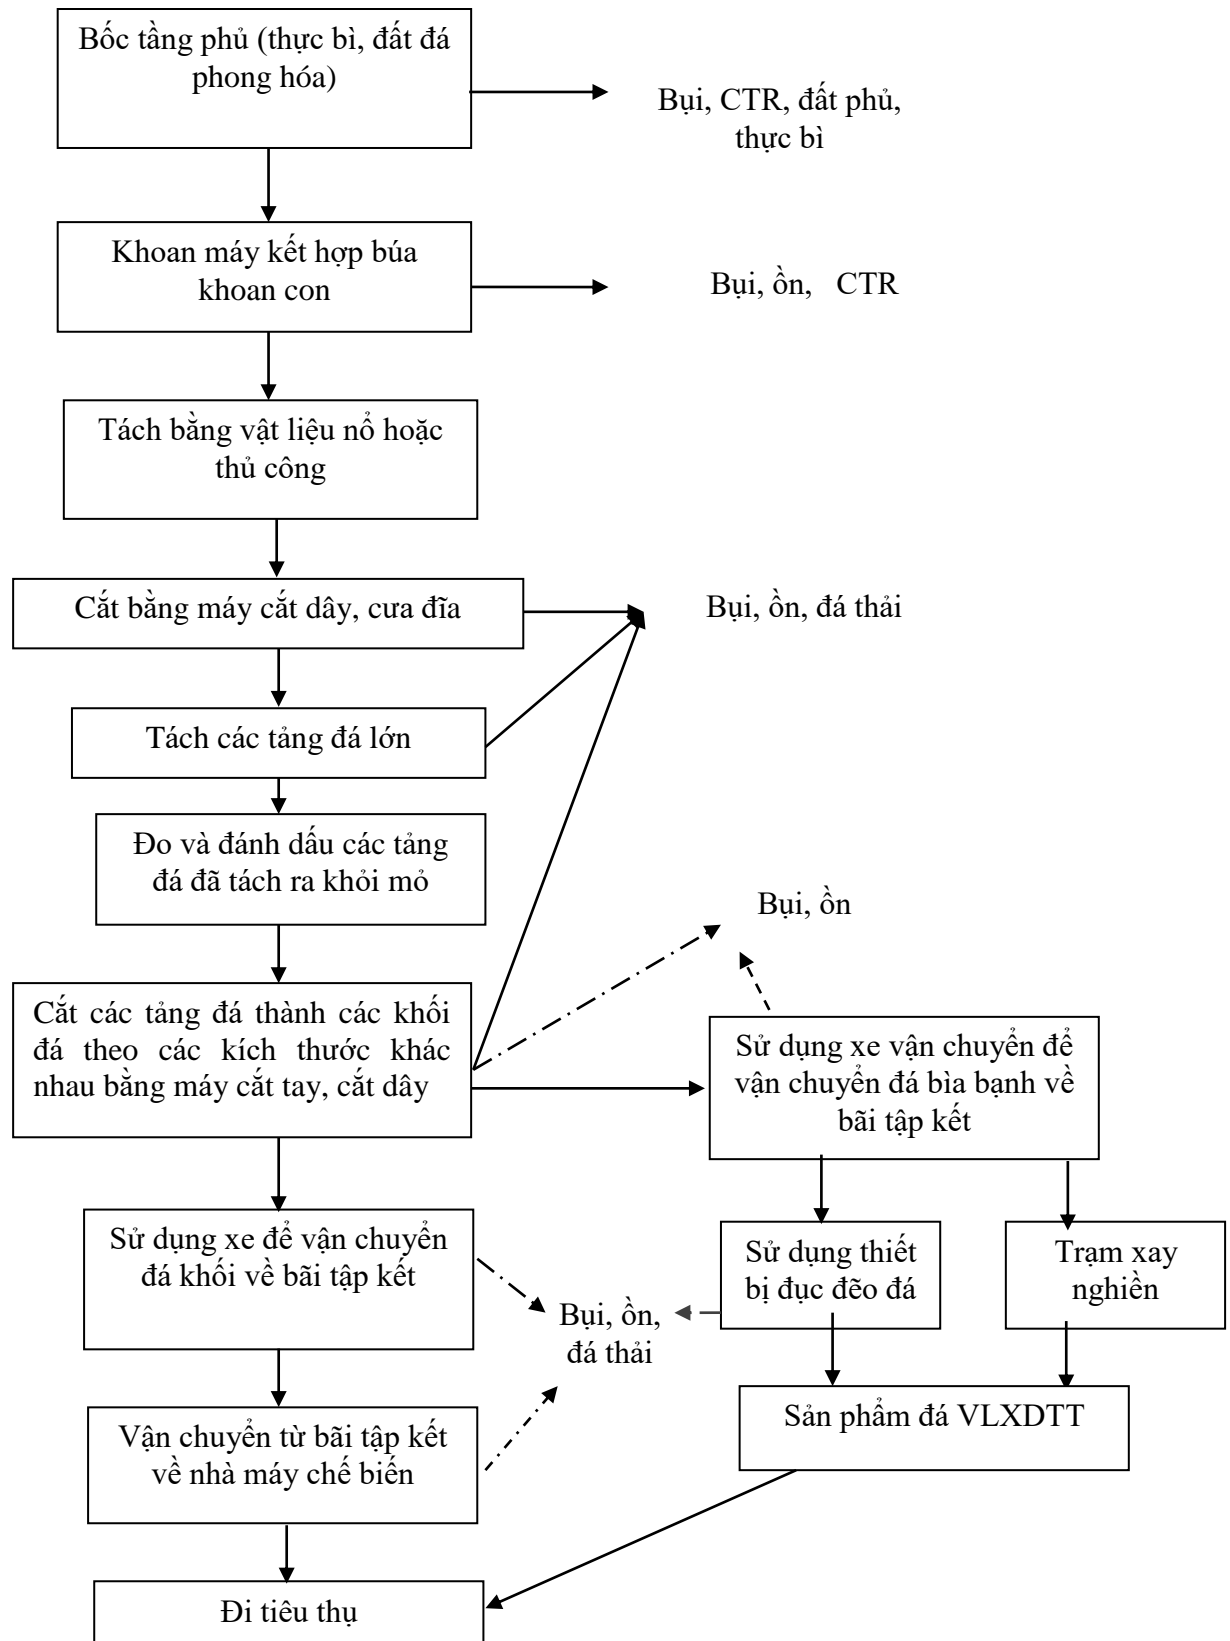 Bốc tầng phủ (thực bì, đất đá
phong hóa)
Bụi, CTR, đất phủ,
thực bì
Khoan máy kết hợp búa
khoan con
Bụi, ồn, CTR
Tách bằng vật liệu nổ hoặc
thủ công
Cắt bằng máy cắt dây, cưa đĩa
Bụi, ồn, đá thải
Tách các tảng đá lớn
Đo và đánh dấu các tảng
đá đã tách ra khỏi mỏ
Bụi, ồn
Cắt các tảng đá thành các khối
đá theo các kích thước khác
nhau bằng máy cắt tay, cắt dây
Sử dụng xe vận chuyển để
vận chuyển đá bìa bạnh về
bãi tập kết
Sử dụng xe để vận chuyển
đá khối về bãi tập kết
Sử dụng thiết
bị đục đẽo đá
Trạm xay
nghiền
Bụi, ồn,
đá thải
Sản phẩm đá VLXDTT
Vận chuyển từ bãi tập kết
về nhà máy chế biến
Đi tiêu thụ